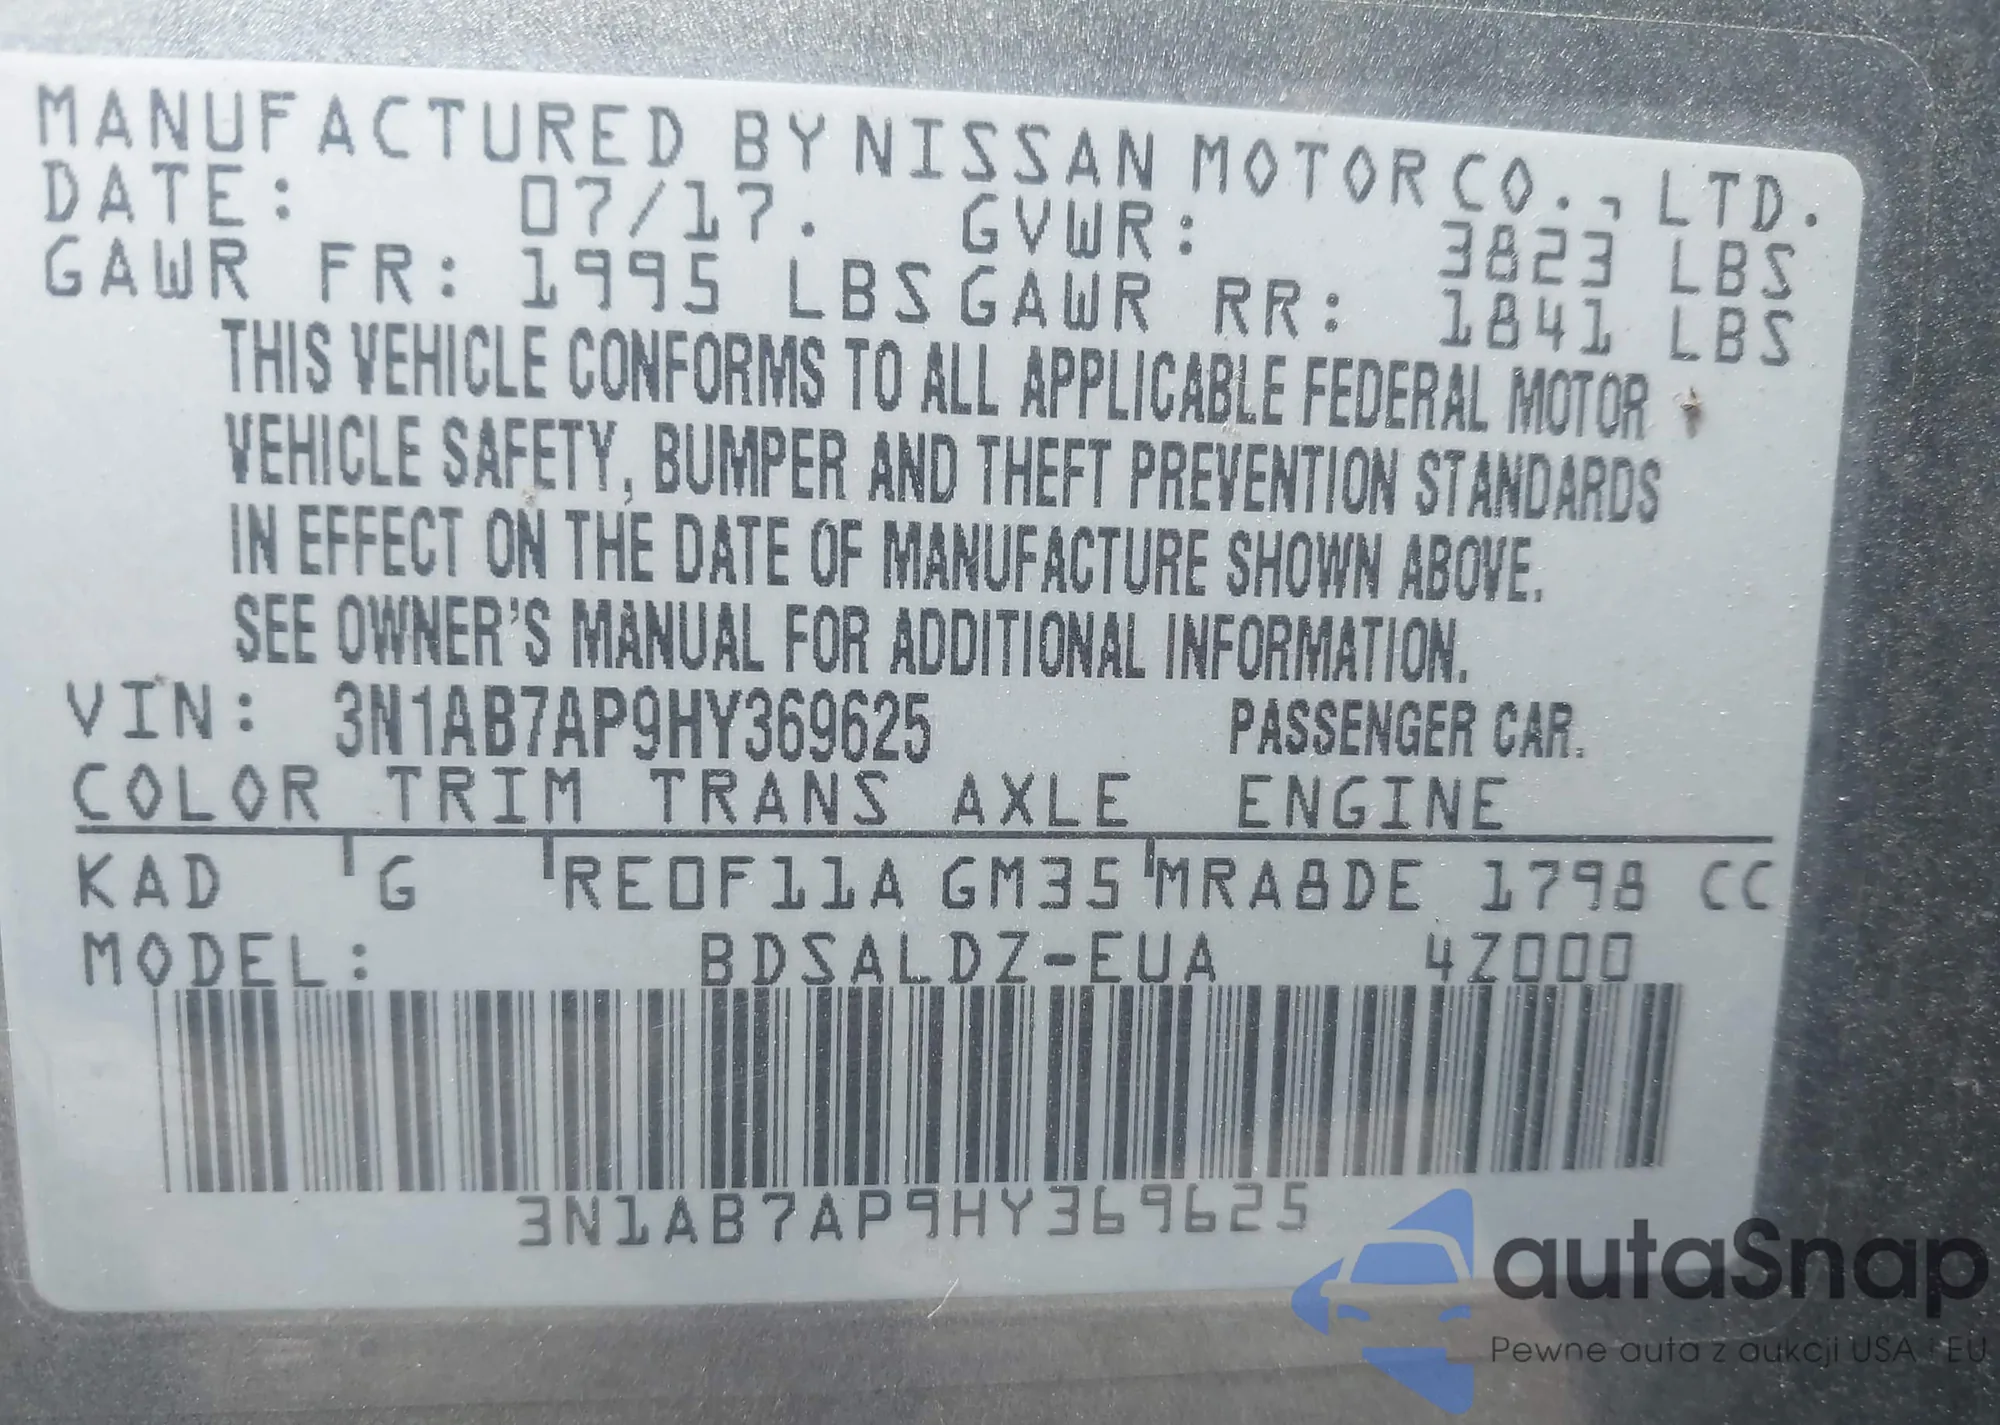 MANUFACTURED BY NISSAN MOTOR CO., LTD.
DATE: 07/17. GVWR: 3823 LBS
GAWR FR: 1995 LBS GAWR RR: 1841 LBS
THIS VEHICLE CONFORMS TO ALL APPLICABLE FEDERAL MOTOR
VEHICLE SAFETY, BUMPER AND THEFT PREVENTION STANDARDS
IN EFFECT ON THE DATE OF MANUFACTURE SHOWN ABOVE.
SEE OWNER'S MANUAL FOR ADDITIONAL INFORMATION.
VIN: 3N1AB7AP9HY369625 PASSENGER CAR.
COLOR TRIM TRANS AXLE ENGINE
KAD G RE0F11A GM35 MRA8DE 1798 CC
MODEL: BDSALDZ-EUA 4Z000
3N1AB7AP9HY369625
autaSnap
Pewne auta z aukcji USA i EU